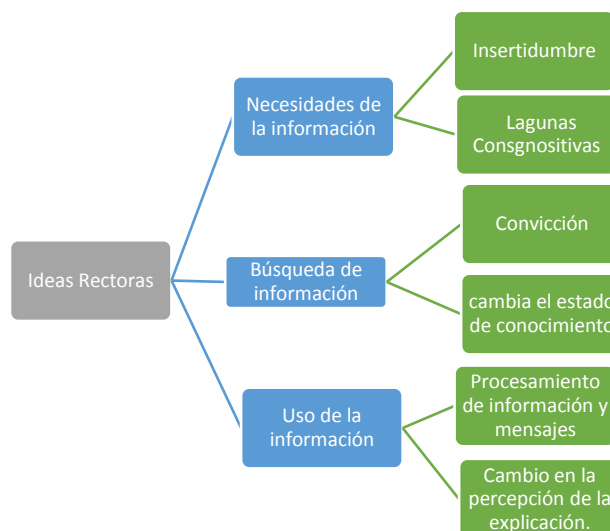 Ideas Rectoras
Necesidades de
la información
Insertidumbre
Lagunas
Consgnositivas
Búsqueda de
información
Convicción
cambia el estado
de conocimiento
Uso de la
información
Procesamiento
de información y
mensajes
Cambio en la
percepción de la
explicación.